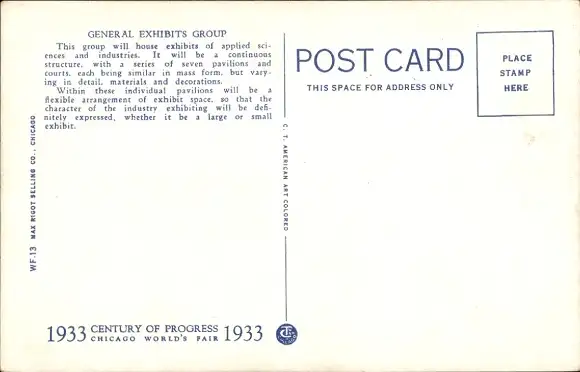 GENERAL EXHIBITS GROUP
This group will house exhibits of applied sci-
ences and industries. It will be a continuous
structure, with a series of seven pavilions and
courts, each being similar in mass form, but vary-
ing in detail, materials and decorations.
Within these individual pavilions will be a
flexible arrangement of exhibit space, so that the
character of the industry exhibiting will be defi-
nitely expressed, whether it be a large or small
exhibit.
WF-13 MAX RIGOT SELLING CO., CHICAGO
1933 CENTURY OF PROGRESS 1933
CHICAGO WORLD'S FAIR
C. T. AMERICAN ART COLORED
POST CARD
THIS SPACE FOR ADDRESS ONLY
PLACE
STAMP
HERE